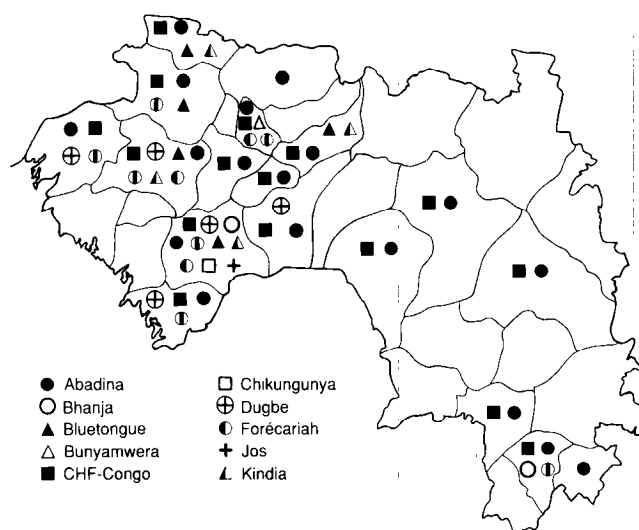 Abadina
Bhanja
Bluetongue
Bunyamwera
CHF-Congo
Chikungunya
Dugbe
Forécariah
Jos
Kindia